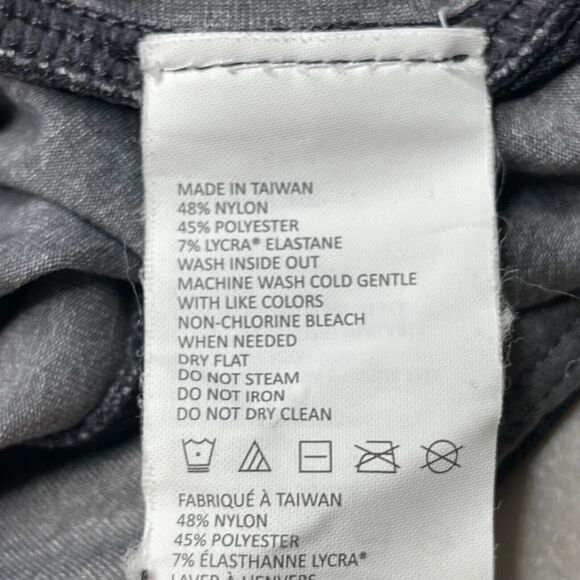 MADE IN TAIWAN
48% NYLON
45% POLYESTER
7% LYCRA® ELASTANE
WASH INSIDE OUT
MACHINE WASH COLD GENTLE
WITH LIKE COLORS
NON-CHLORINE BLEACH
WHEN NEEDED
DRY FLAT
DO NOT STEAM
DO NOT IRON
DO NOT DRY CLEAN
FABRIQUÉ À TAIWAN
48% NYLON
45% POLYESTER
7% ÉLASTHANNE LYCRA®
LAVER À L'ENVERS